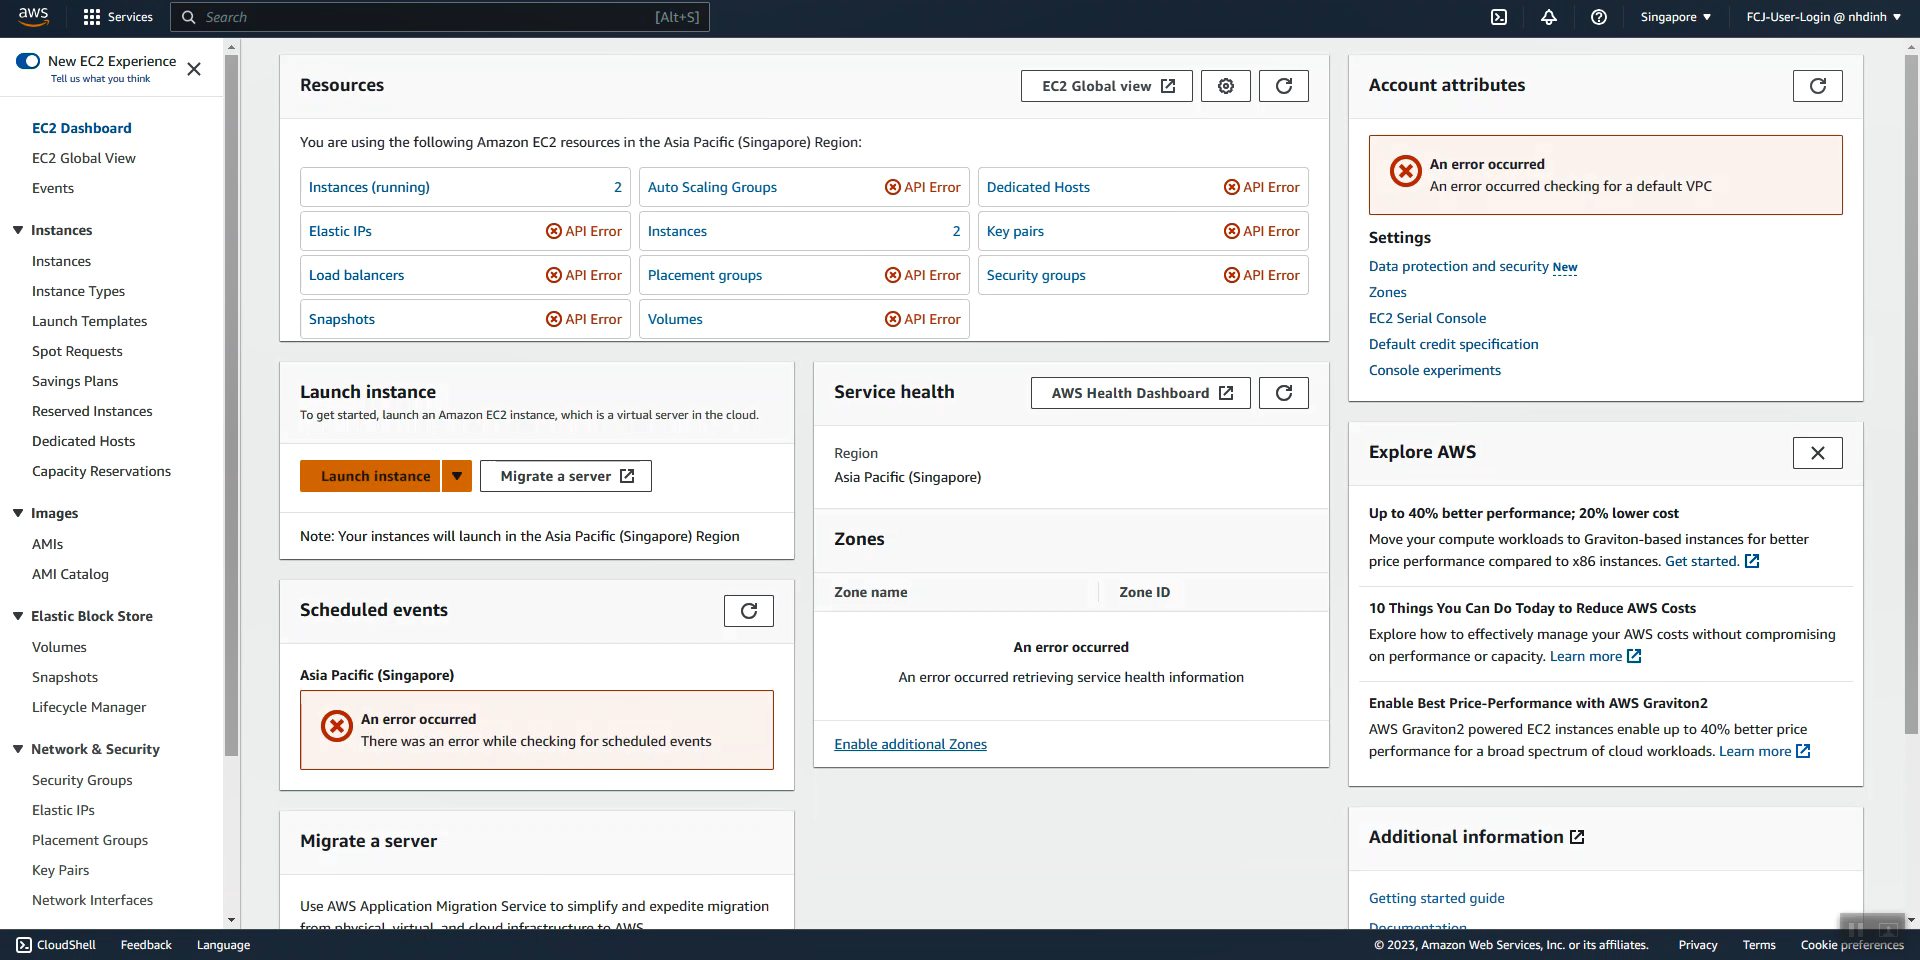 aws
Services
Search
[Alt+S]
Singapore
FCJ-User-Login @ nhdinh
New EC2 Experience
Tell us what you think
EC2 Dashboard
EC2 Global View
Events
Instances
Instances
Instance Types
Launch Templates
Spot Requests
Savings Plans
Reserved Instances
Dedicated Hosts
Capacity Reservations
Images
AMIs
AMI Catalog
Elastic Block Store
Volumes
Snapshots
Lifecycle Manager
Network & Security
Security Groups
Elastic IPs
Placement Groups
Key Pairs
Network Interfaces
Resources
EC2 Global view
You are using the following Amazon EC2 resources in the Asia Pacific (Singapore) Region:
Instances (running) 2
Auto Scaling Groups API Error
Dedicated Hosts API Error
Elastic IPs API Error
Instances 2
Key pairs API Error
Load balancers API Error
Placement groups API Error
Security groups API Error
Snapshots API Error
Volumes API Error
Launch instance
To get started, launch an Amazon EC2 instance, which is a virtual server in the cloud.
Launch instance
Migrate a server
Note: Your instances will launch in the Asia Pacific (Singapore) Region
Scheduled events
Asia Pacific (Singapore)
An error occurred
There was an error while checking for scheduled events
Migrate a server
Use AWS Application Migration Service to simplify and expedite migration
from physical, virtual, and cloud infrastructure to AWS.
Service health
AWS Health Dashboard
Region
Asia Pacific (Singapore)
Zones
Zone name
Zone ID
An error occurred
An error occurred retrieving service health information
Enable additional Zones
Account attributes
An error occurred
An error occurred checking for a default VPC
Settings
Data protection and security New
Zones
EC2 Serial Console
Default credit specification
Console experiments
Explore AWS
Up to 40% better performance; 20% lower cost
Move your compute workloads to Graviton-based instances for better
price performance compared to x86 instances. Get started.
10 Things You Can Do Today to Reduce AWS Costs
Explore how to effectively manage your AWS costs without compromising
on performance or capacity. Learn more
Enable Best Price-Performance with AWS Graviton2
AWS Graviton2 powered EC2 instances enable up to 40% better price
performance for a broad spectrum of cloud workloads. Learn more
Additional information
Getting started guide
Documentation
CloudShell
Feedback
Language
© 2023, Amazon Web Services, Inc. or its affiliates.
Privacy
Terms
Cookie preferences